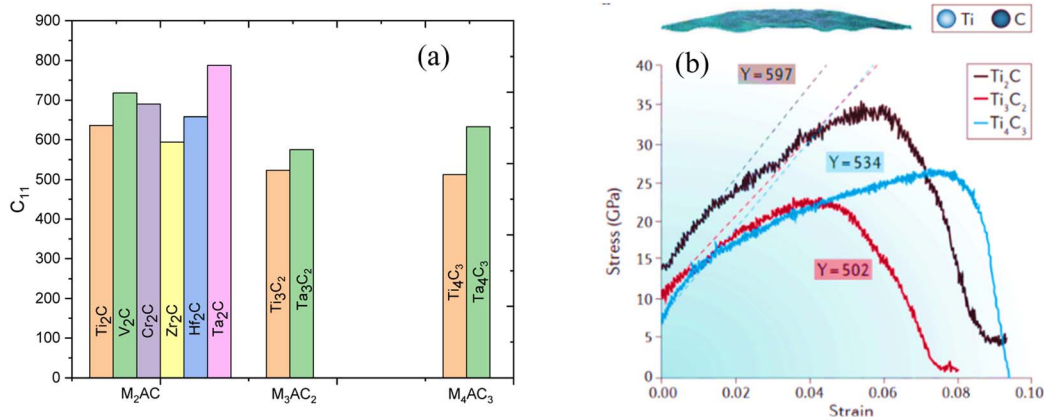 (a)
C₁₁
900
800
700
600
500
400
300
200
100
0
Ti₂C
V₂C
Cr₂C
Zr₂C
Hf₂C
Ta₂C
Ti₃C₂
Ta₃C₂
Ti₄C₃
Ta₄C₃
M₂AC
M₃AC₂
M₄AC₃
Ti
C
(b)
Stress (GPa)
40
35
30
25
20
15
10
5
0
Y = 597
Y = 534
Y = 502
Ti₂C
Ti₃C₂
Ti₄C₃
0.00
0.02
0.04
0.06
0.08
0.10
Strain